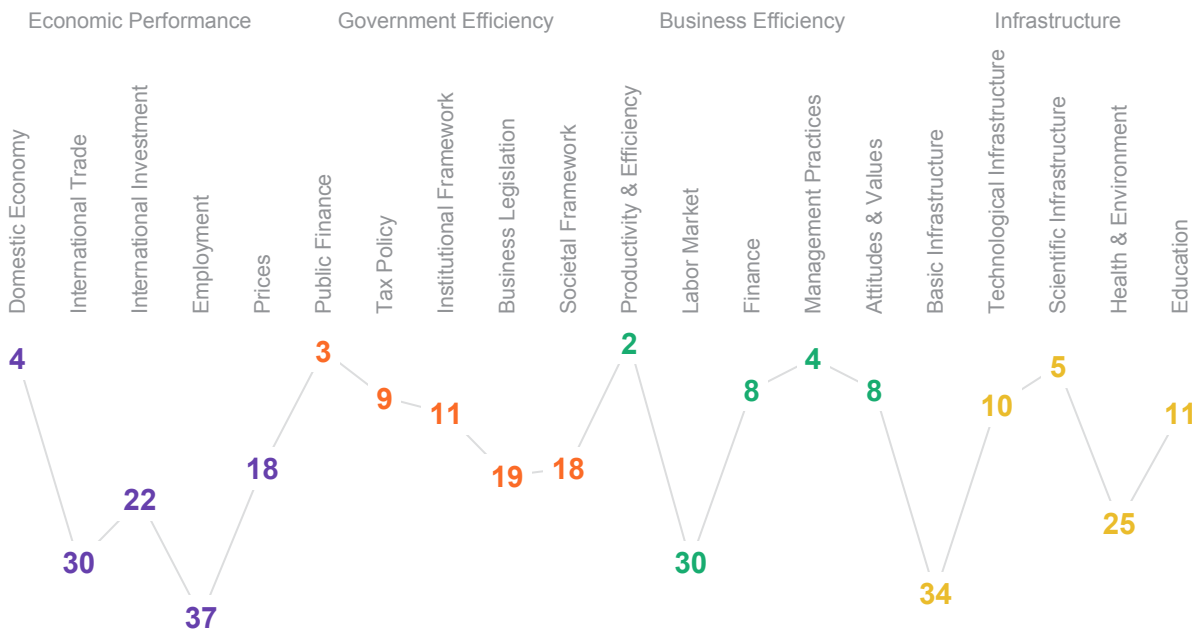 Economic Performance
Government Efficiency
Business Efficiency
Infrastructure
Domestic Economy
International Trade
International Investment
Employment
Prices
Public Finance
Tax Policy
Institutional Framework
Business Legislation
Societal Framework
Productivity & Efficiency
Labor Market
Finance
Management Practices
Attitudes & Values
Basic Infrastructure
Technological Infrastructure
Scientific Infrastructure
Health & Environment
Education
4
30
22
37
18
3
9
11
19
18
2
30
8
4
8
34
10
5
25
11